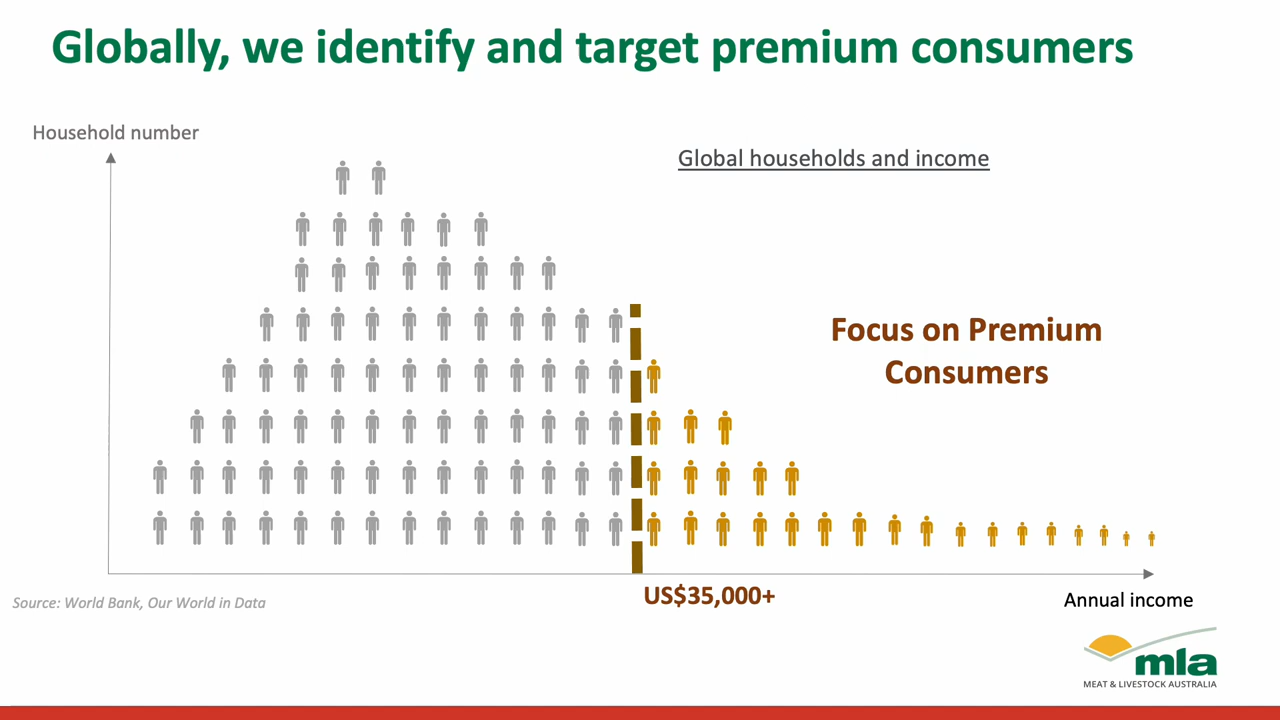 Globally, we identify and target premium consumers
Household number
Global households and income
Focus on Premium
Consumers
US$35,000+
Source: World Bank, Our World in Data
Annual income
mla
MEAT & LIVESTOCK AUSTRALIA